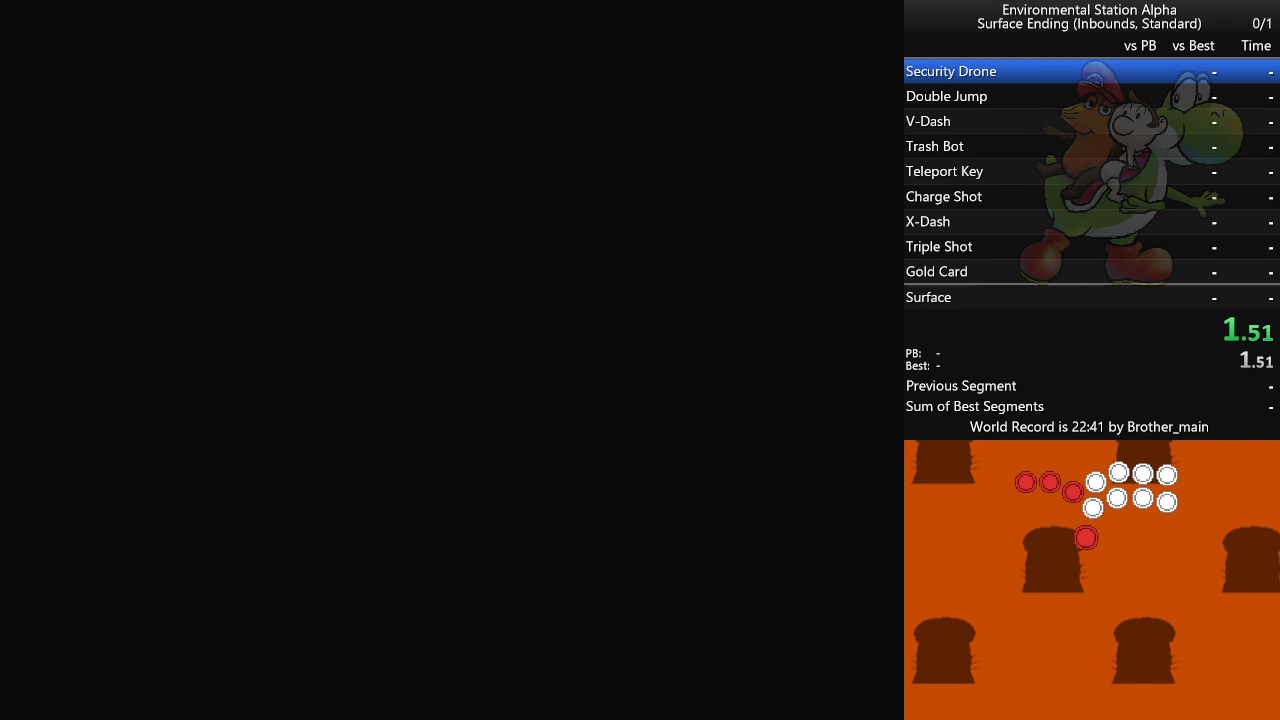 Environmental Station Alpha
Surface Ending (Inbounds, Standard) 0/1
vs PB vs Best Time
Security Drone - -
Double Jump - -
V-Dash - -
Trash Bot - -
Teleport Key - -
Charge Shot - -
X-Dash - -
Triple Shot - -
Gold Card - -
Surface - -
1.51
PB: -
Best: - 1.51
Previous Segment -
Sum of Best Segments -
World Record is 22:41 by Brother_main